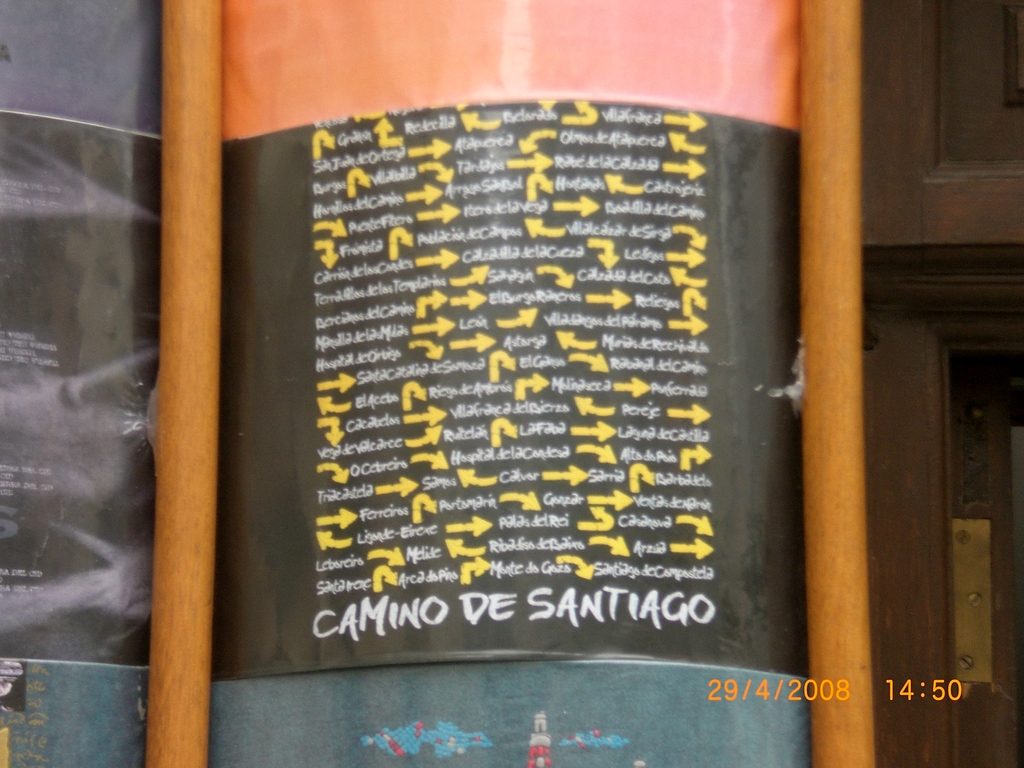 Grañón Redecilla Belorado Villafranca
San Juan de Ortega Atapuerca Olmos de Atapuerca
Burgos Villalbilla Tardajos Rabé de la Calzada
Hornillos del Camino Arroyo San Bol Hontanas Castrojeriz
Puente Fitero Itero de la Vega Boadilla del Camino
Frómista Población de Campos Villalcázar de Sirga
Carrión de los Condes Calzadilla de la Cueza Ledigos
Terradillos de los Templarios Sahagún Calzada del Coto
Bercianos del Camino El Burgo Raneros Reliegos
Mansilla de las Mulas León Villadangos del Páramo
Hospital de Órbigo Astorga Murias de Rechivaldo
Santa Catalina de Somoza El Ganso Rabanal del Camino
El Acebo Riego de Ambrós Molinaseca Ponferrada
Cacabelos Villafranca del Bierzo Pereje
Vega de Valcarce Ruitelán La Faba Laguna de Castilla
O Cebreiro Hospital de la Condesa Alto do Poio
Triacastela Samos Calvor Sarria Barbadelo
Ferreiros Portomarín Gonzar Ventas de Narón
Ligonde-Eirexe Palas del Rei Casanova
Leboreiro Melide Ribadiso de Baixo Arzúa
Santa Irene Arca do Pino Monte do Gozo Santiago de Compostela
CAMINO DE SANTIAGO
29/4/2008 14:50